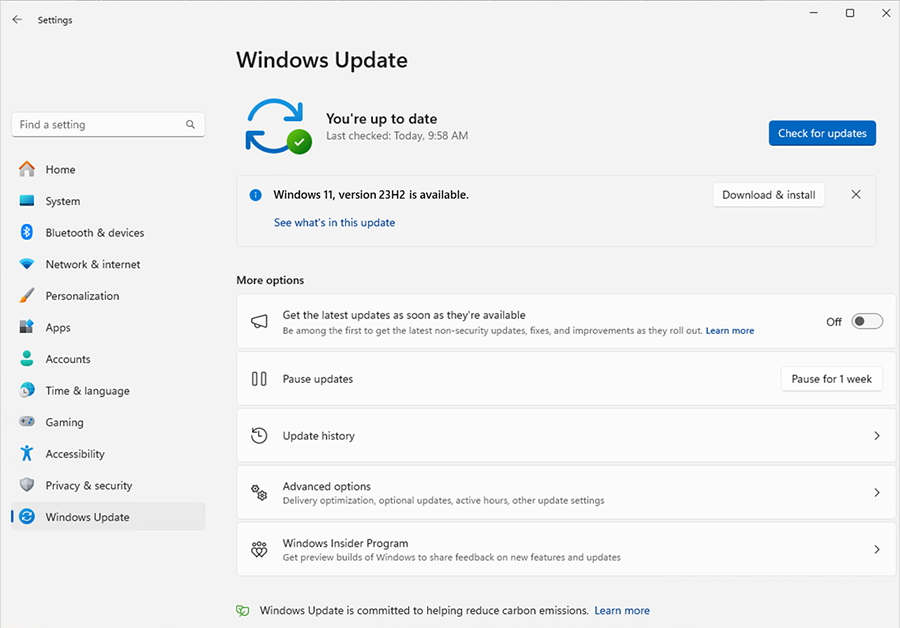 Settings
Windows Update
Find a setting
You're up to date
Last checked: Today, 9:58 AM
Check for updates
Home
System
Bluetooth & devices
Network & internet
Personalization
Apps
Accounts
Time & language
Gaming
Accessibility
Privacy & security
Windows Update
Windows 11, version 23H2 is available.
Download & install
See what's in this update
More options
Get the latest updates as soon as they're available
Be among the first to get the latest non-security updates, fixes, and improvements as they roll out. Learn more
Off
Pause updates
Pause for 1 week
Update history
Advanced options
Delivery optimization, optional updates, active hours, other update settings
Windows Insider Program
Get preview builds of Windows to share feedback on new features and updates
Windows Update is committed to helping reduce carbon emissions. Learn more